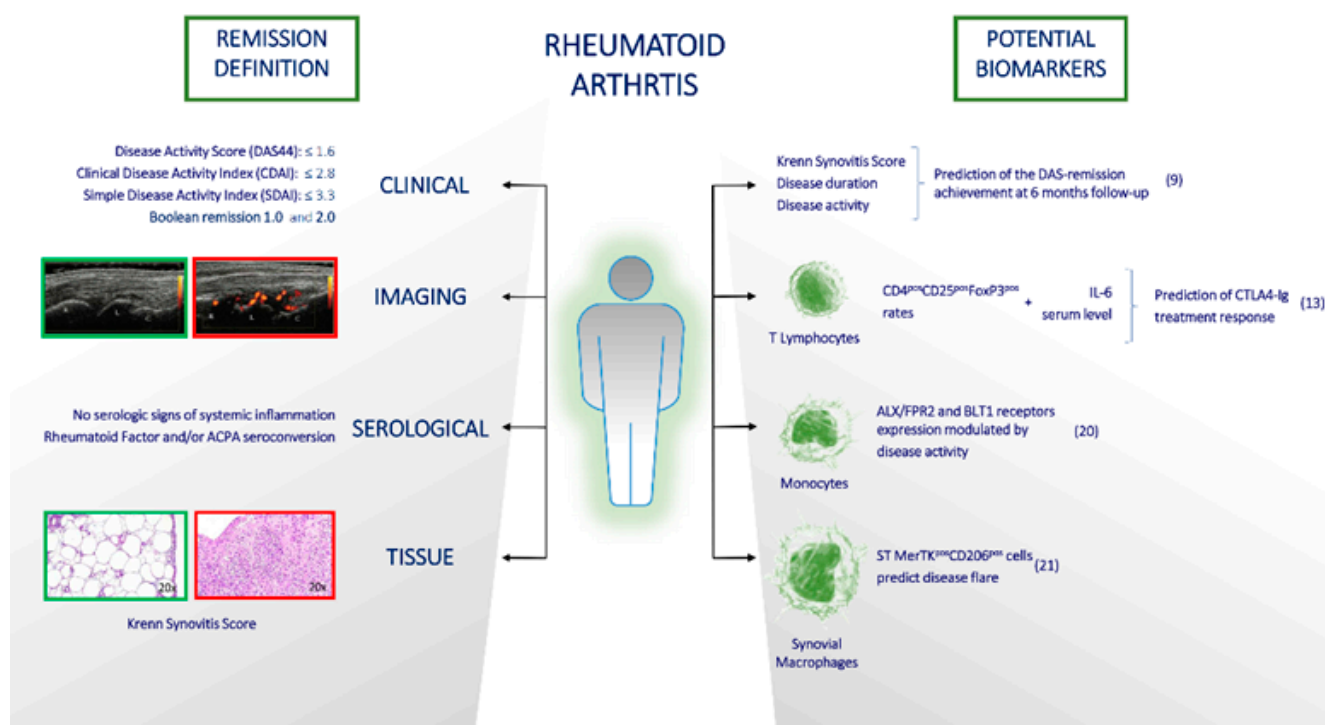 REMISSION
DEFINITION
RHEUMATOID
ARTHRTIS
POTENTIAL
BIOMARKERS
Disease Activity Score (DAS44): ≤ 1.6
Clinical Disease Activity Index (CDAI): ≤ 2.8
Simple Disease Activity Index (SDAI): ≤ 3.3
Boolean remission 1.0 and 2.0
CLINICAL
IMAGING
No serologic signs of systemic inflammation
Rheumatoid Factor and/or ACPA seroconversion
SEROLOGICAL
20x
20x
TISSUE
Krenn Synovitis Score
Krenn Synovitis Score
Disease duration
Disease activity
Prediction of the DAS-remission
achievement at 6 months follow-up
(9)
T Lymphocytes
CD4posCD25posFoxP3pos
rates
+
IL-6
serum level
Prediction of CTLA4-Ig
treatment response
(13)
Monocytes
ALX/FPR2 and BLT1 receptors
expression modulated by
disease activity
(20)
Synovial
Macrophages
ST MerTKposCD206pos cells
predict disease flare
(21)